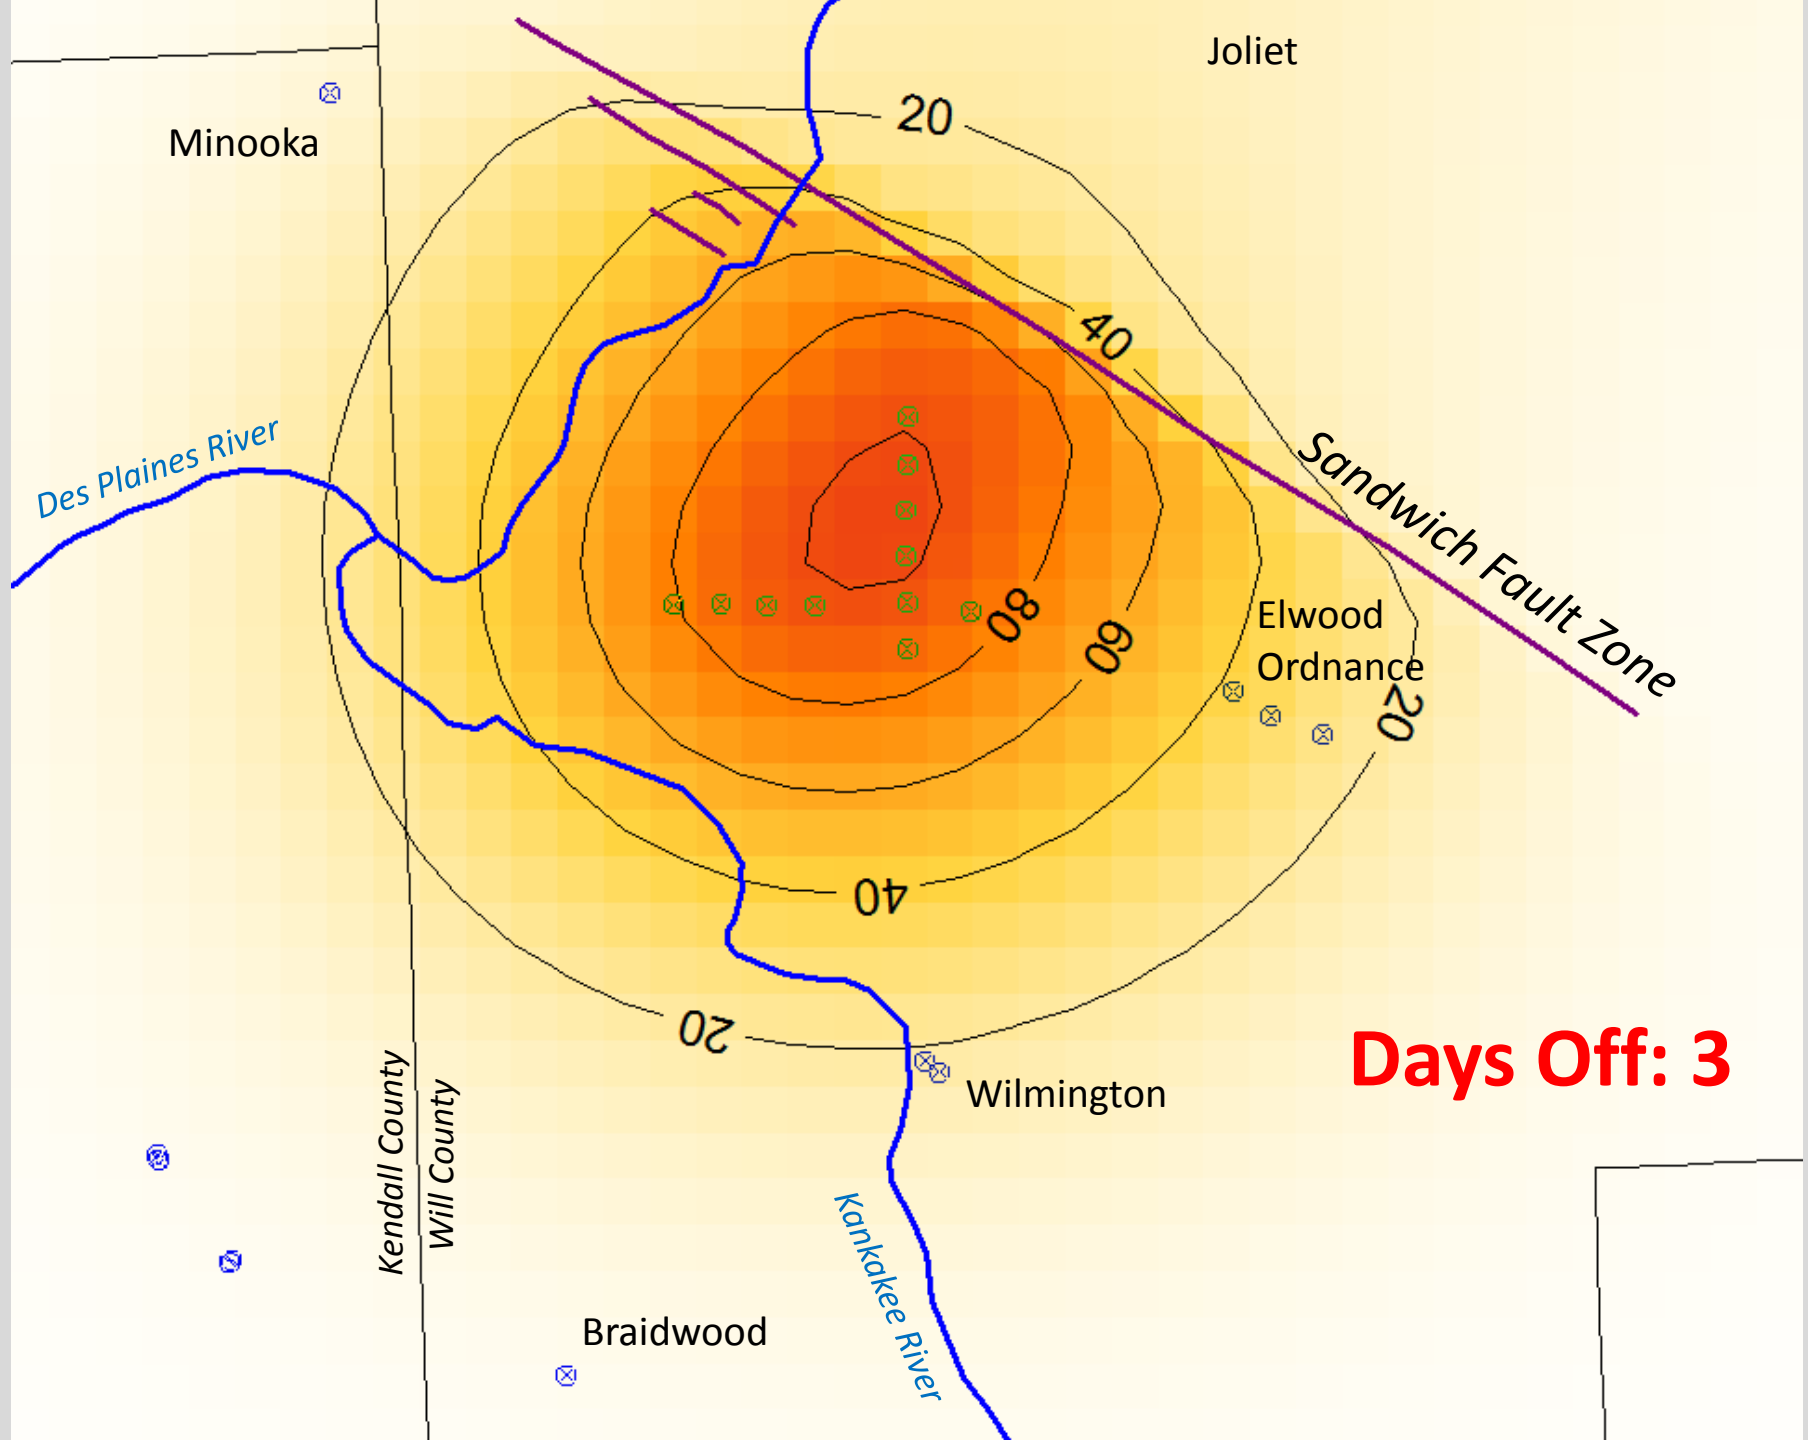 Joliet
20
Minooka
40
Des Plaines River
Sandwich Fault Zone
80
60
Elwood
Ordnance
20
40
20
Days Off: 3
Wilmington
Kendall County
Will County
Kankakee River
Braidwood